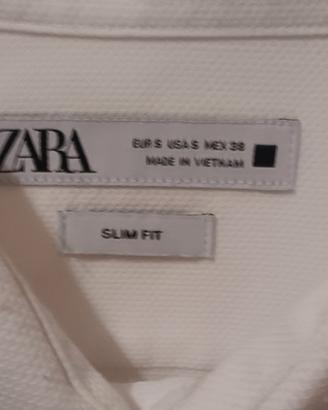 ZARA
EUR S USA S MEX 38
MADE IN VIETNAM
SLIM FIT